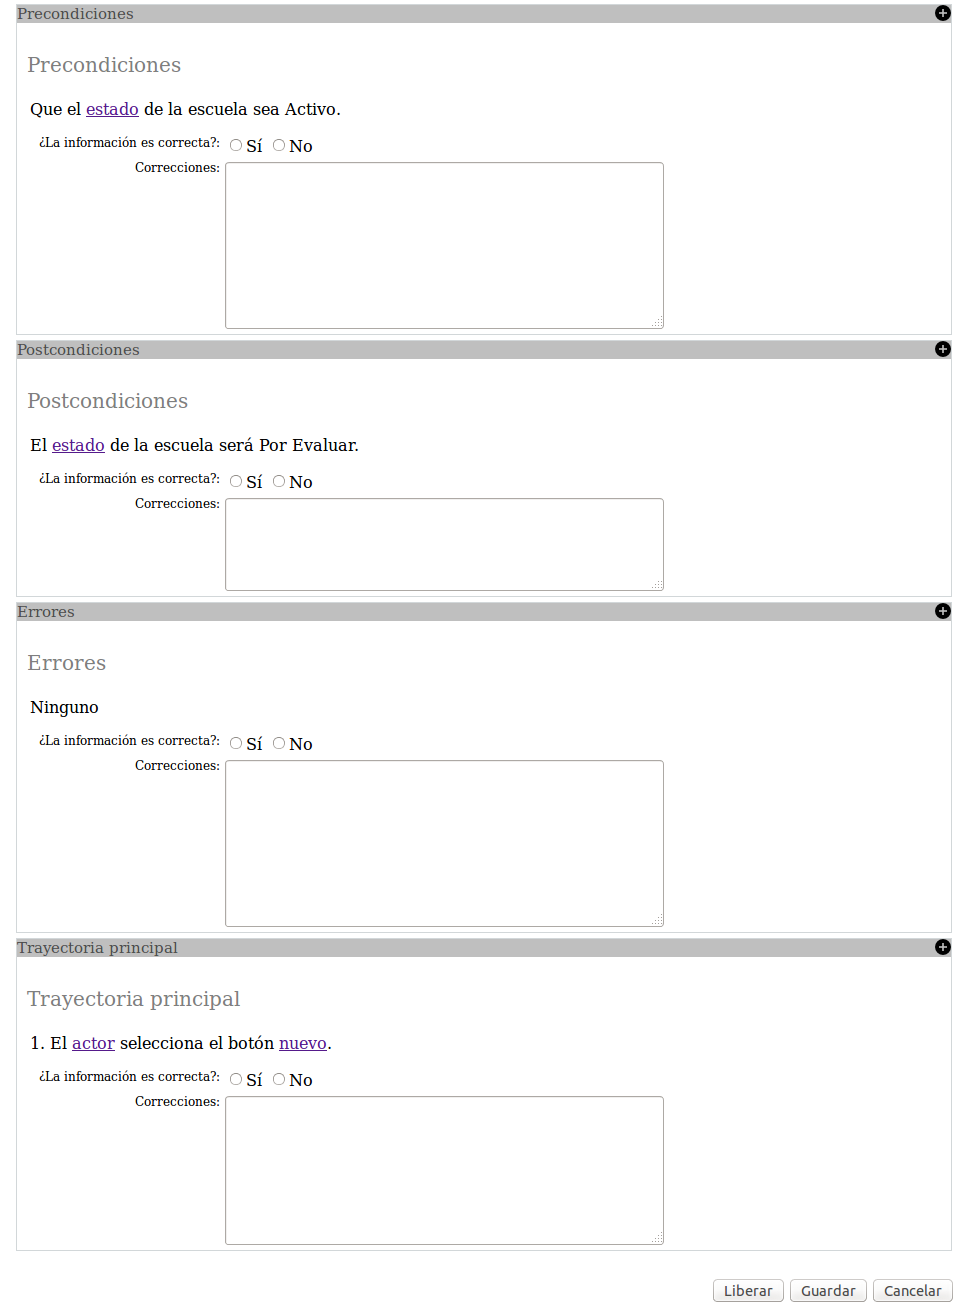 Precondiciones
Precondiciones
Que el estado de la escuela sea Activo.
¿La información es correcta?: Sí No
Correcciones:
Postcondiciones
Postcondiciones
El estado de la escuela será Por Evaluar.
¿La información es correcta?: Sí No
Correcciones:
Errores
Errores
Ninguno
¿La información es correcta?: Sí No
Correcciones:
Trayectoria principal
Trayectoria principal
1. El actor selecciona el botón nuevo.
¿La información es correcta?: Sí No
Correcciones:
Liberar Guardar Cancelar